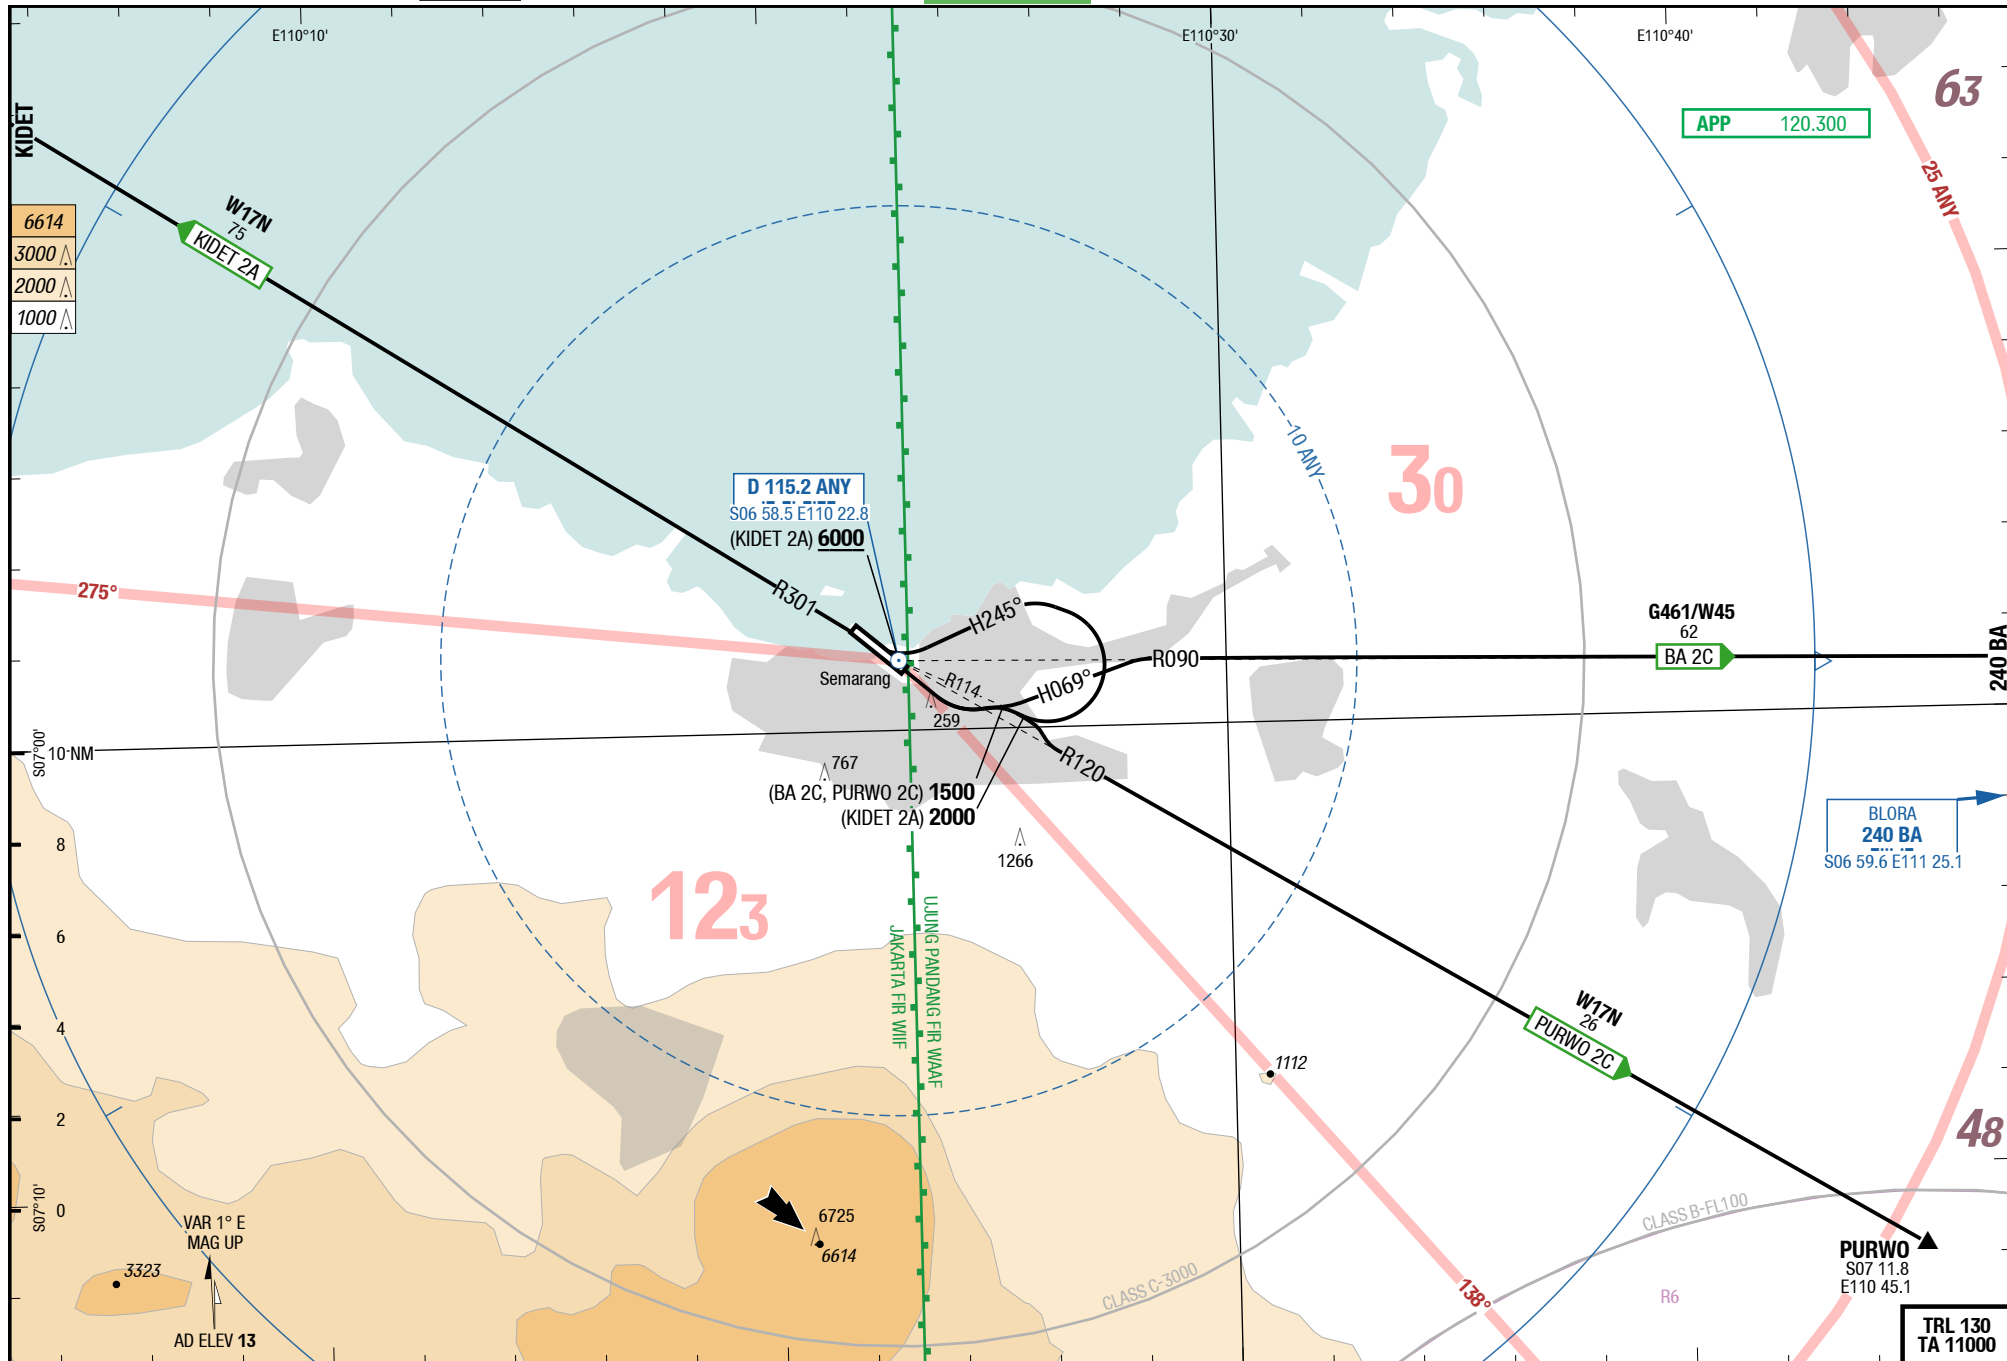 E110°10'
E110°30'
E110°40'
KIDET
63
APP 120.300
25 ANY
W17N
75
KIDET 2A
6614
3000
2000
1000
10 ANY
30
D 115.2 ANY
S06 58.5 E110 22.8
(KIDET 2A) 6000
275°
R301
H245°
G461/W45
62
BA 2C
R090
240 BA
Semarang
R114
H069°
259
S07°00'
10 NM
R120
767
(BA 2C, PURWO 2C) 1500
(KIDET 2A) 2000
BLORA
240 BA
S06 59.6 E111 25.1
8
1266
123
6
UJUNG PANDANG FIR WAAF
JAKARTA FIR WIIF
4
W17N
26
PURWO 2C
1112
2
48
S07°10'
0
VAR 1° E
MAG UP
6725
6614
CLASS B-FL100
PURWO
S07 11.8
E110 45.1
3323
CLASS C-3000
138°
R6
AD ELEV 13
TRL 130
TA 11000